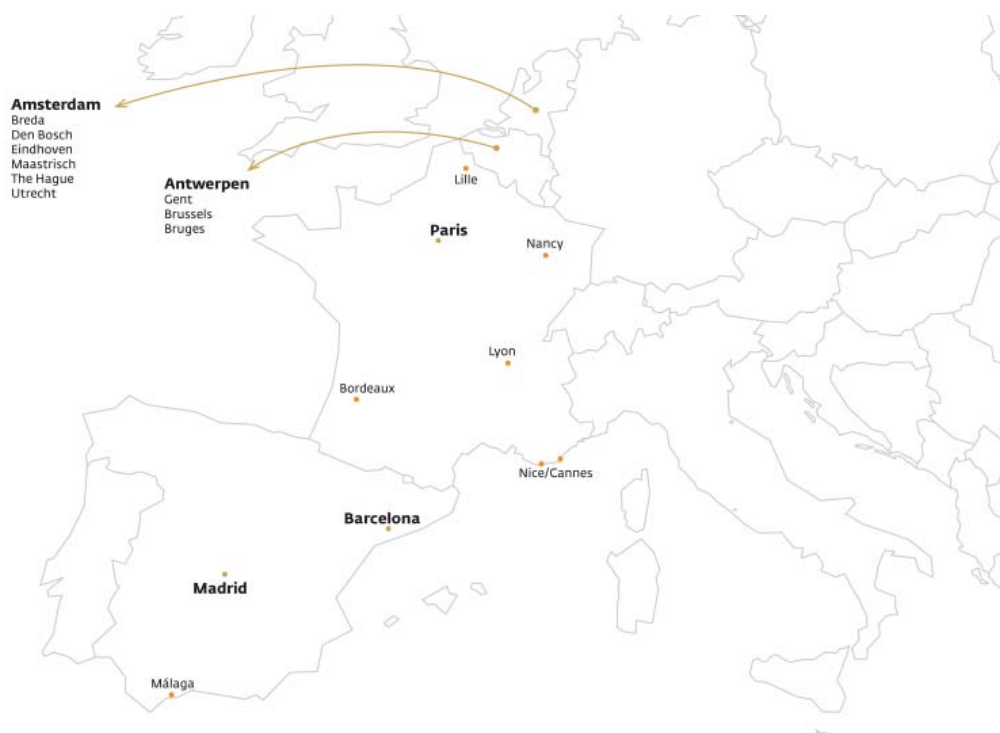 Amsterdam
Breda
Den Bosch
Eindhoven
Maastrisch
The Hague
Utrecht
Antwerpen
Gent
Brussels
Bruges
Lille
Paris
Nancy
Lyon
Bordeaux
Nice/Cannes
Barcelona
Madrid
Málaga